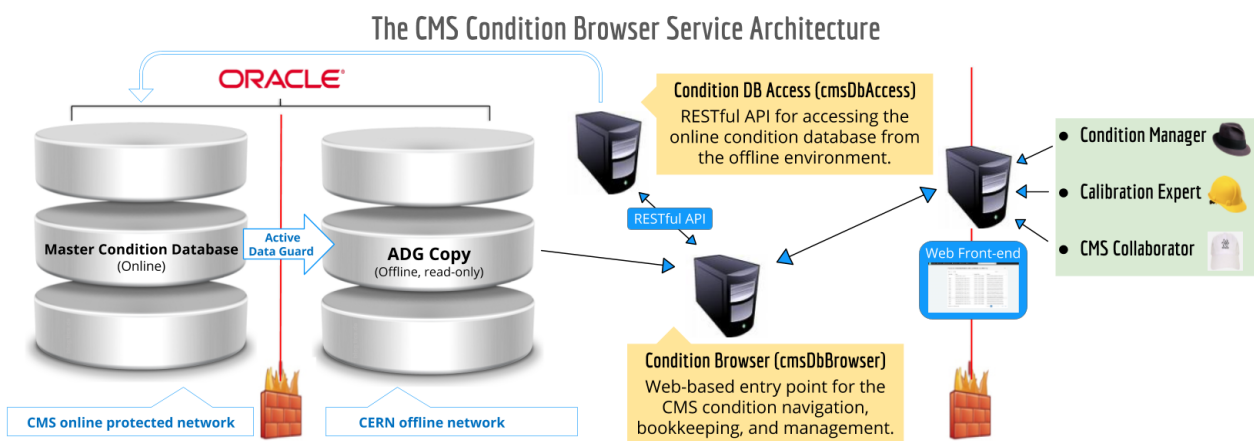 The CMS Condition Browser Service Architecture
ORACLE®
Condition DB Access (cmsDbAccess)
RESTful API for accessing the
online condition database from
the offline environment.
Condition Manager
Calibration Expert
CMS Collaborator
RESTful API
Master Condition Database
(Online)
Active
Data Guard
ADG Copy
(Offline, read-only)
Web Front-end
Condition Browser (cmsDbBrowser)
Web-based entry point for the
CMS condition navigation,
bookkeeping, and management.
CMS online protected network
CERN offline network